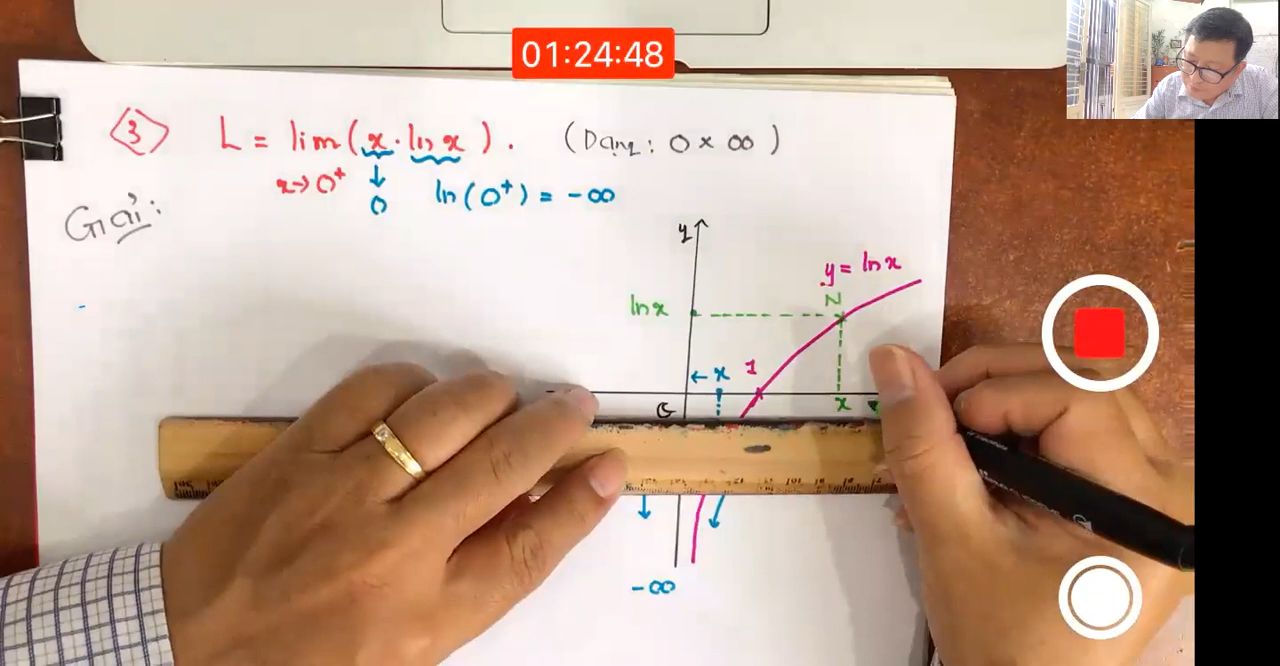 01:24:48
3 L = lim (x . ln x) . (Dạng: 0 × ∞)
x→0⁺ ↓ ln(0⁺) = -∞
0
Giải:
y
y = ln x
N
ln x
← x 1
x
-∞